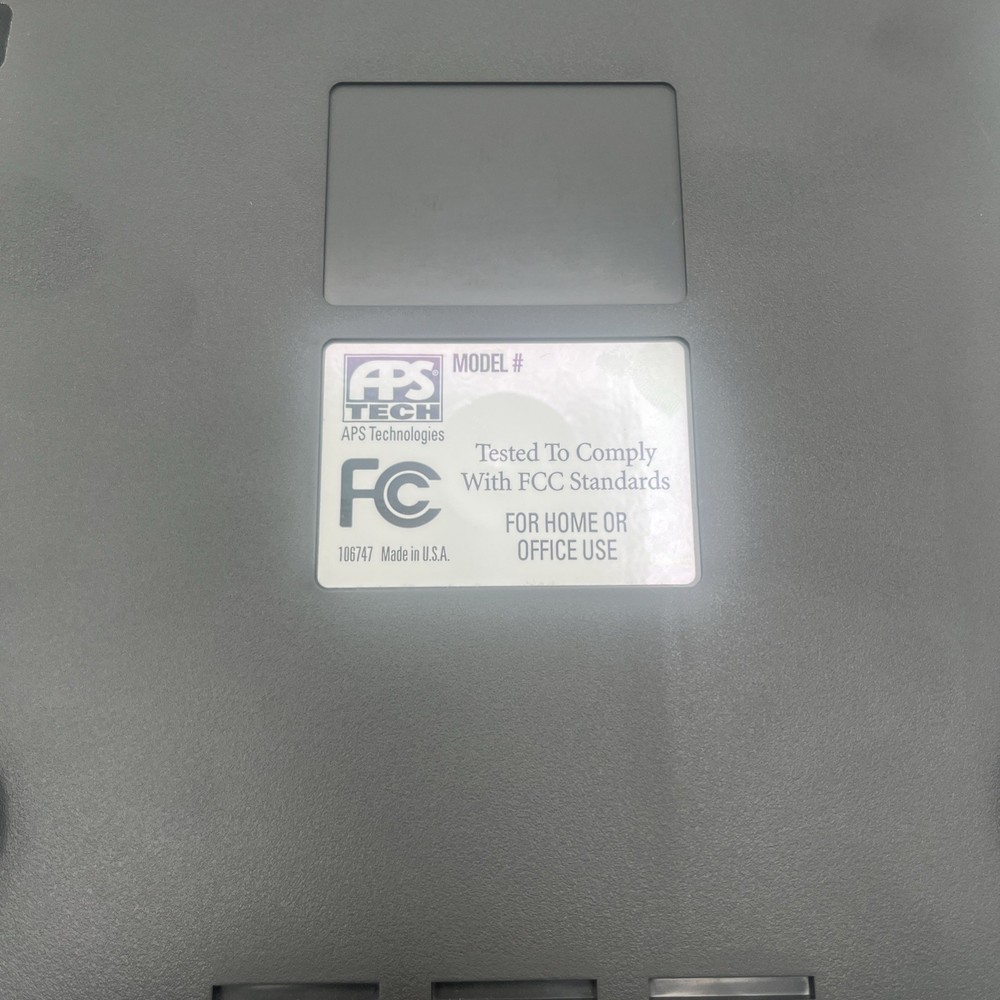 APS® MODEL #
TECH
APS Technologies
FC
Tested To Comply
With FCC Standards
FOR HOME OR
OFFICE USE
106747 Made in U.S.A.